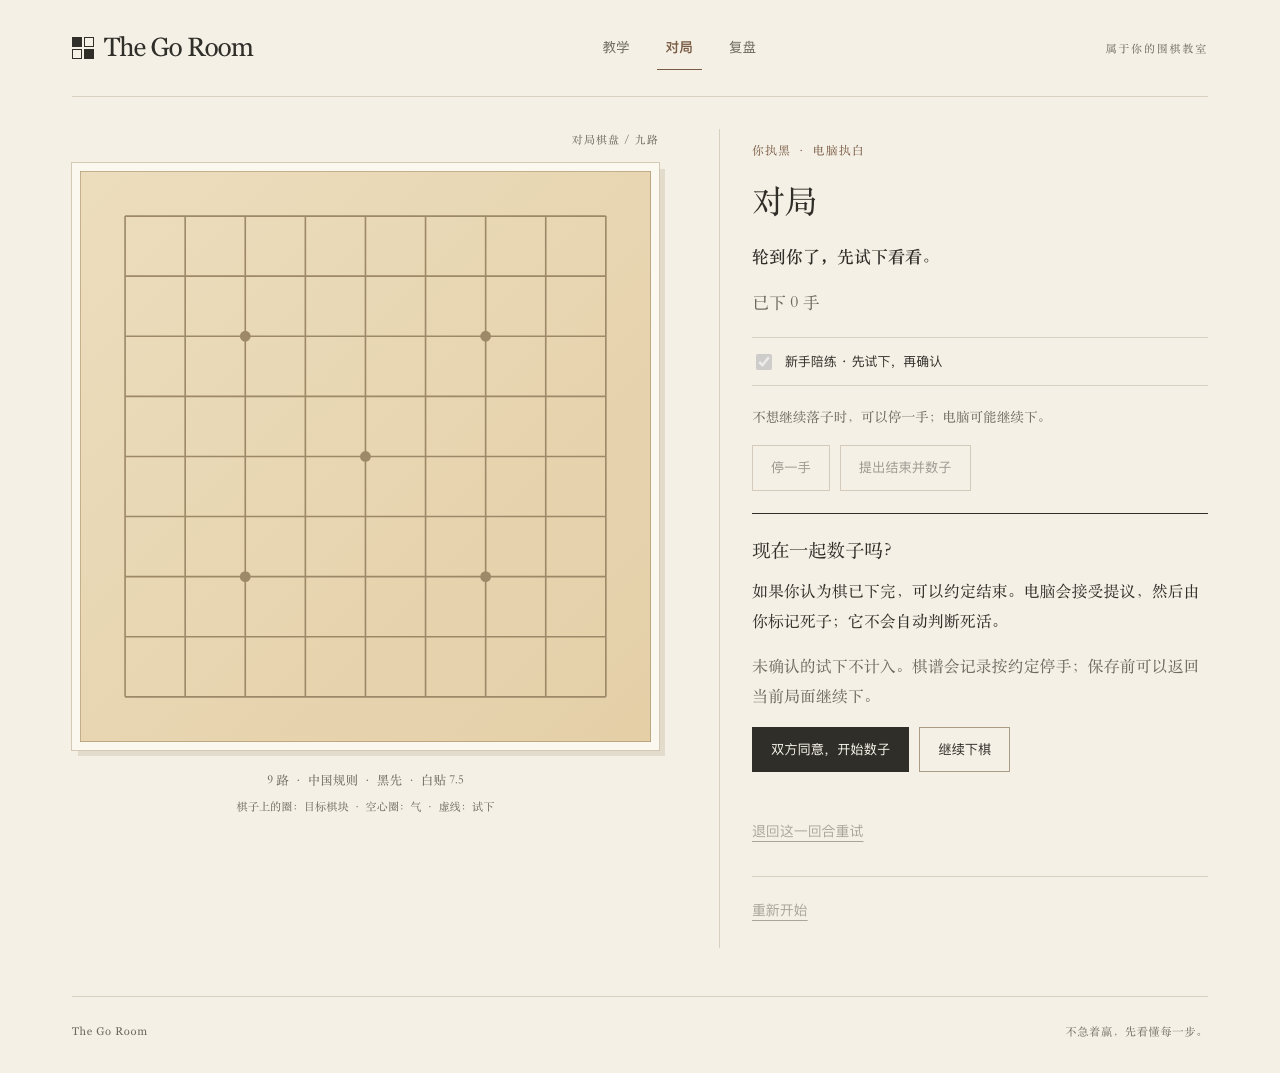 The Go Room
教学
对局
复盘
属于你的围棋教室
对局棋盘 / 九路
9 路 · 中国规则 · 黑先 · 白贴 7.5
棋子上的圈：目标棋块 · 空心圈：气 · 虚线：试下
你执黑 · 电脑执白
对局
轮到你了，先试下看看。
已下 0 手
新手陪练 · 先试下，再确认
不想继续落子时，可以停一手；电脑可能继续下。
停一手
提出结束并数子
现在一起数子吗？
如果你认为棋已下完，可以约定结束。电脑会接受提议，然后由
你标记死子；它不会自动判断死活。
未确认的试下不计入。棋谱会记录按约定停手；保存前可以返回
当前局面继续下。
双方同意，开始数子
继续下棋
退回这一回合重试
重新开始
The Go Room
不急着赢，先看懂每一步。